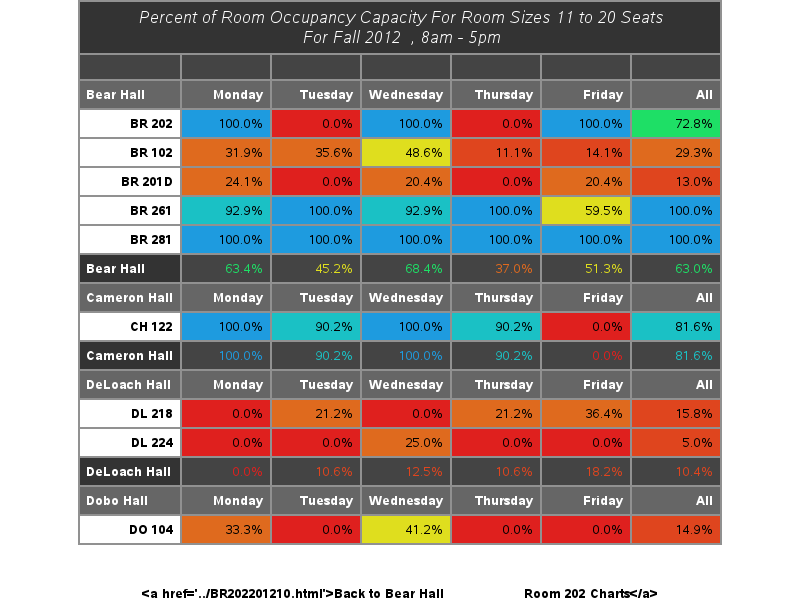 Percent of Room Occupancy Capacity For Room Sizes 11 to 20 Seats
For Fall 2012 , 8am - 5pm
Bear Hall Monday Tuesday Wednesday Thursday Friday All
BR 202 100.0% 0.0% 100.0% 0.0% 100.0% 72.8%
BR 102 31.9% 35.6% 48.6% 11.1% 14.1% 29.3%
BR 201D 24.1% 0.0% 20.4% 0.0% 20.4% 13.0%
BR 261 92.9% 100.0% 92.9% 100.0% 59.5% 100.0%
BR 281 100.0% 100.0% 100.0% 100.0% 100.0% 100.0%
Bear Hall 63.4% 45.2% 68.4% 37.0% 51.3% 63.0%
Cameron Hall Monday Tuesday Wednesday Thursday Friday All
CH 122 100.0% 90.2% 100.0% 90.2% 0.0% 81.6%
Cameron Hall 100.0% 90.2% 100.0% 90.2% 0.0% 81.6%
DeLoach Hall Monday Tuesday Wednesday Thursday Friday All
DL 218 0.0% 21.2% 0.0% 21.2% 36.4% 15.8%
DL 224 0.0% 0.0% 25.0% 0.0% 0.0% 5.0%
DeLoach Hall 0.0% 10.6% 12.5% 10.6% 18.2% 10.4%
Dobo Hall Monday Tuesday Wednesday Thursday Friday All
DO 104 33.3% 0.0% 41.2% 0.0% 0.0% 14.9%
<a href='../BR202201210.html'>Back to Bear Hall Room 202 Charts</a>